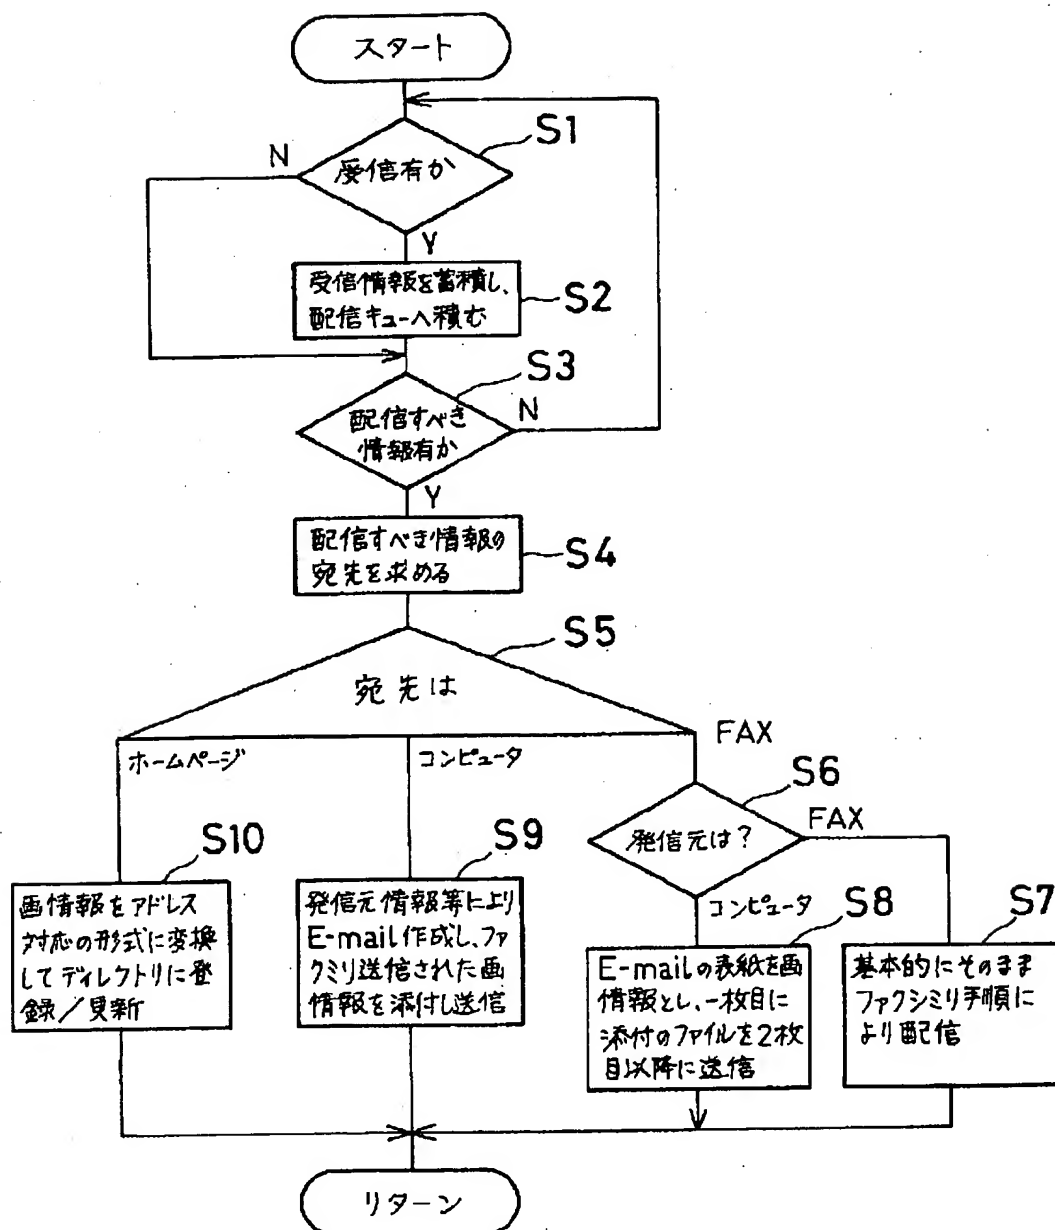 スタート
S1
N
受信有か
Y
受信情報を蓄積し、
配信キューへ積む
S2
S3
配信すべき
情報有か
N
Y
配信すべき情報の
宛先を求める
S4
S5
宛先は
FAX
ホームページ
コンピュータ
S6
発信元は?
FAX
S10
画情報をアドレス
対応の形式に変換
してディレクトリに登
録/見新
S9
発信元情報等により
E-mail作成し、ファ
クミリ送信された画
情報を添付し送信
コンピュータ
S8
E-mailの表紙を画
情報とし、一枚目に
添付のファイルを2枚
目以降に送信
S7
基本的にそのまま
ファクシミリ手順に
より配信
リターン